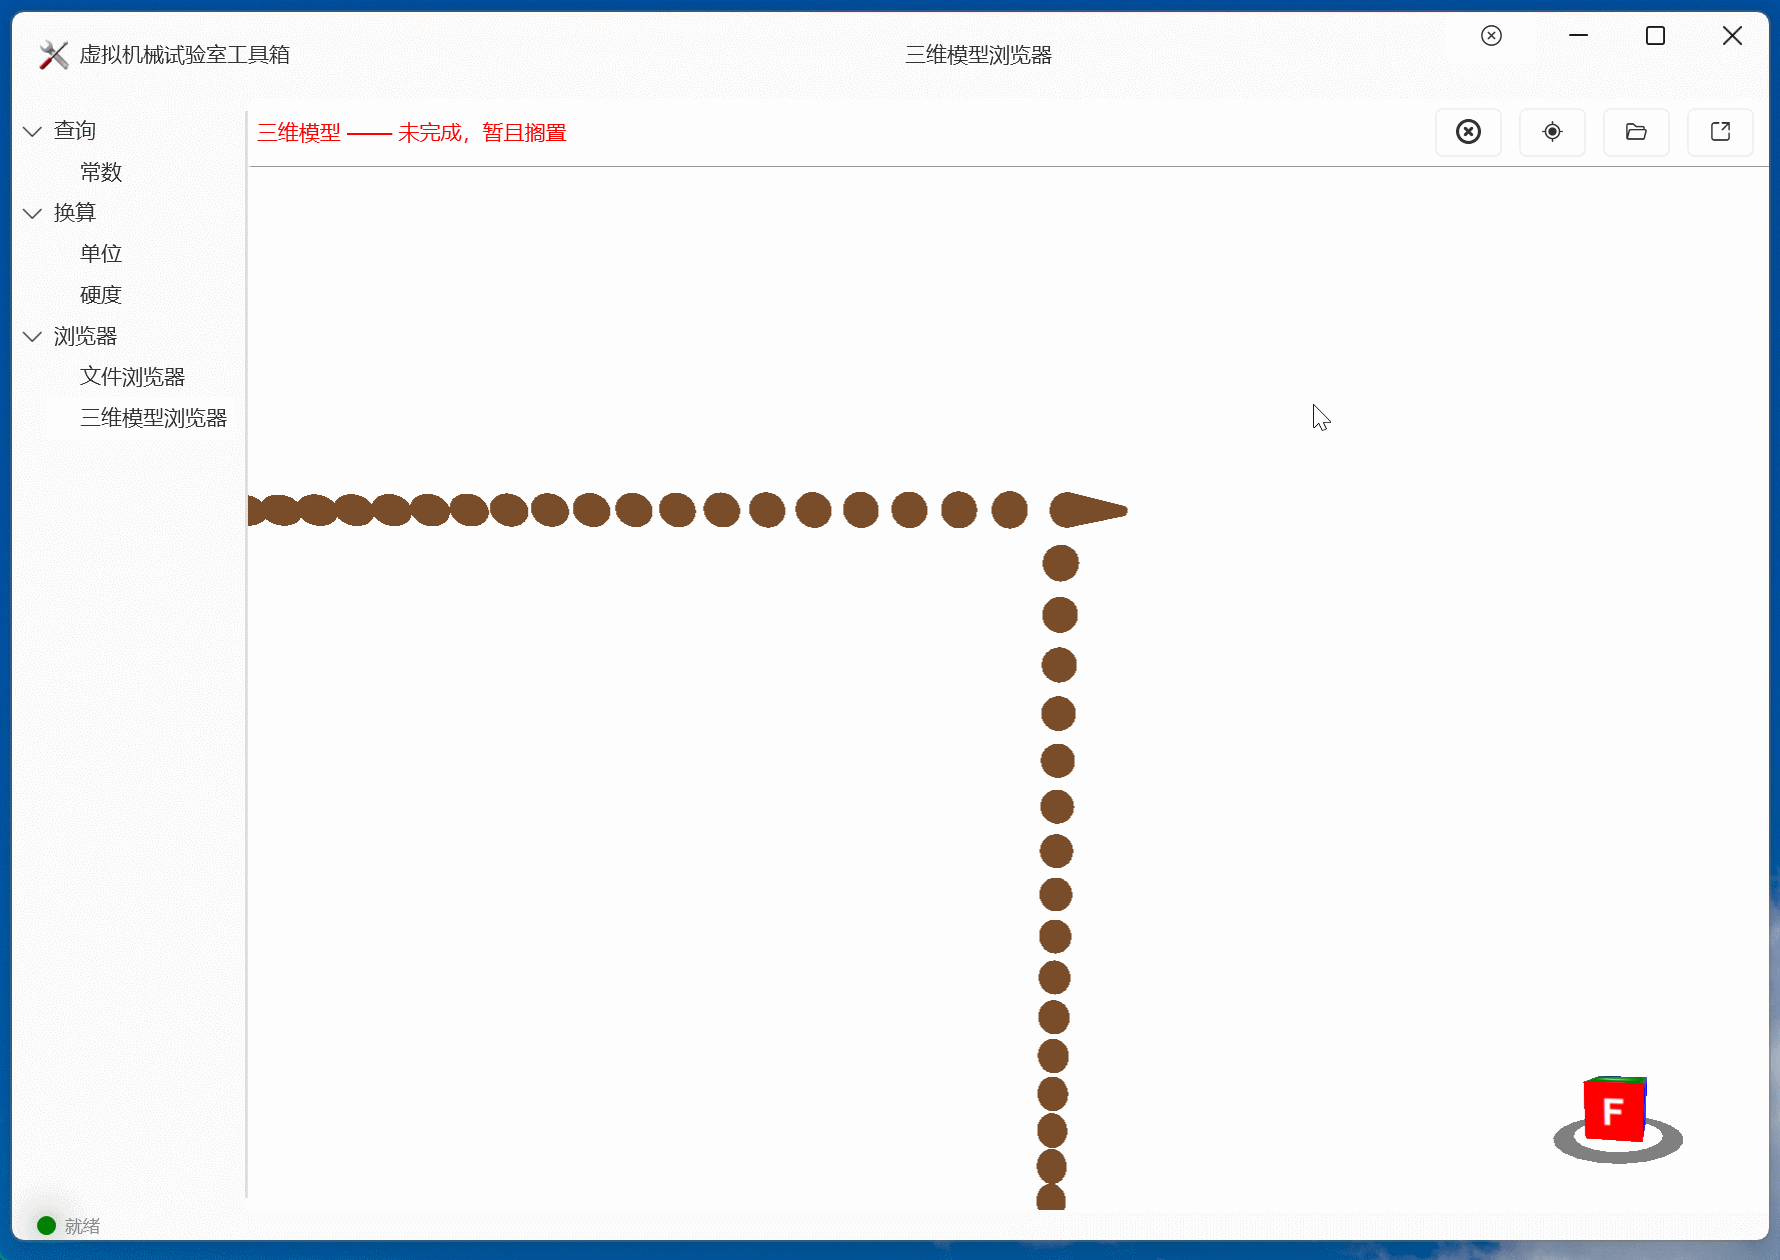 虚拟机械试验室工具箱
三维模型浏览器
查询
常数
换算
单位
硬度
浏览器
文件浏览器
三维模型浏览器
三维模型 —— 未完成，暂且搁置
F
就绪